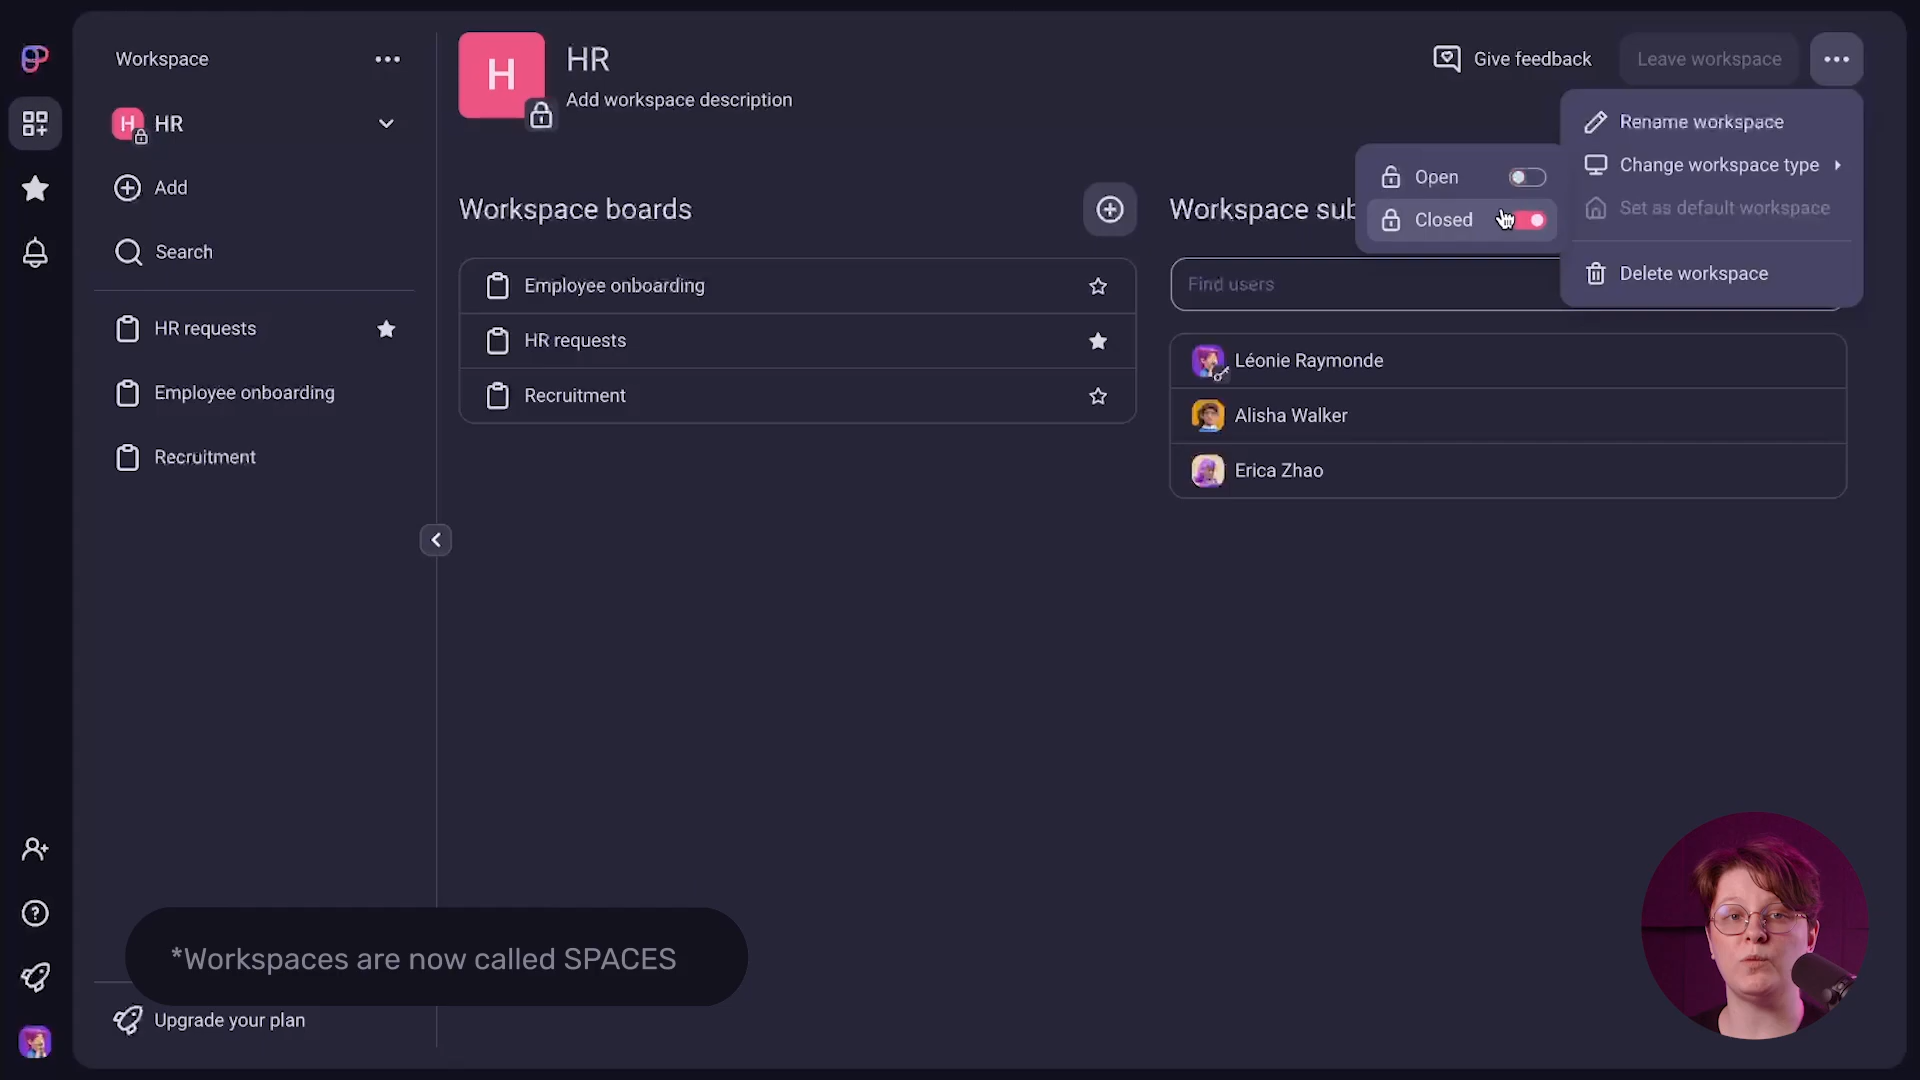 Workspace
H HR
Add
Search
HR requests
Employee onboarding
Recruitment
Upgrade your plan
H
HR
Add workspace description
Give feedback
Leave workspace
Rename workspace
Change workspace type
Set as default workspace
Delete workspace
Open
Closed
Workspace boards
Employee onboarding
HR requests
Recruitment
Workspace sub
Find users
Léonie Raymonde
Alisha Walker
Erica Zhao
*Workspaces are now called SPACES